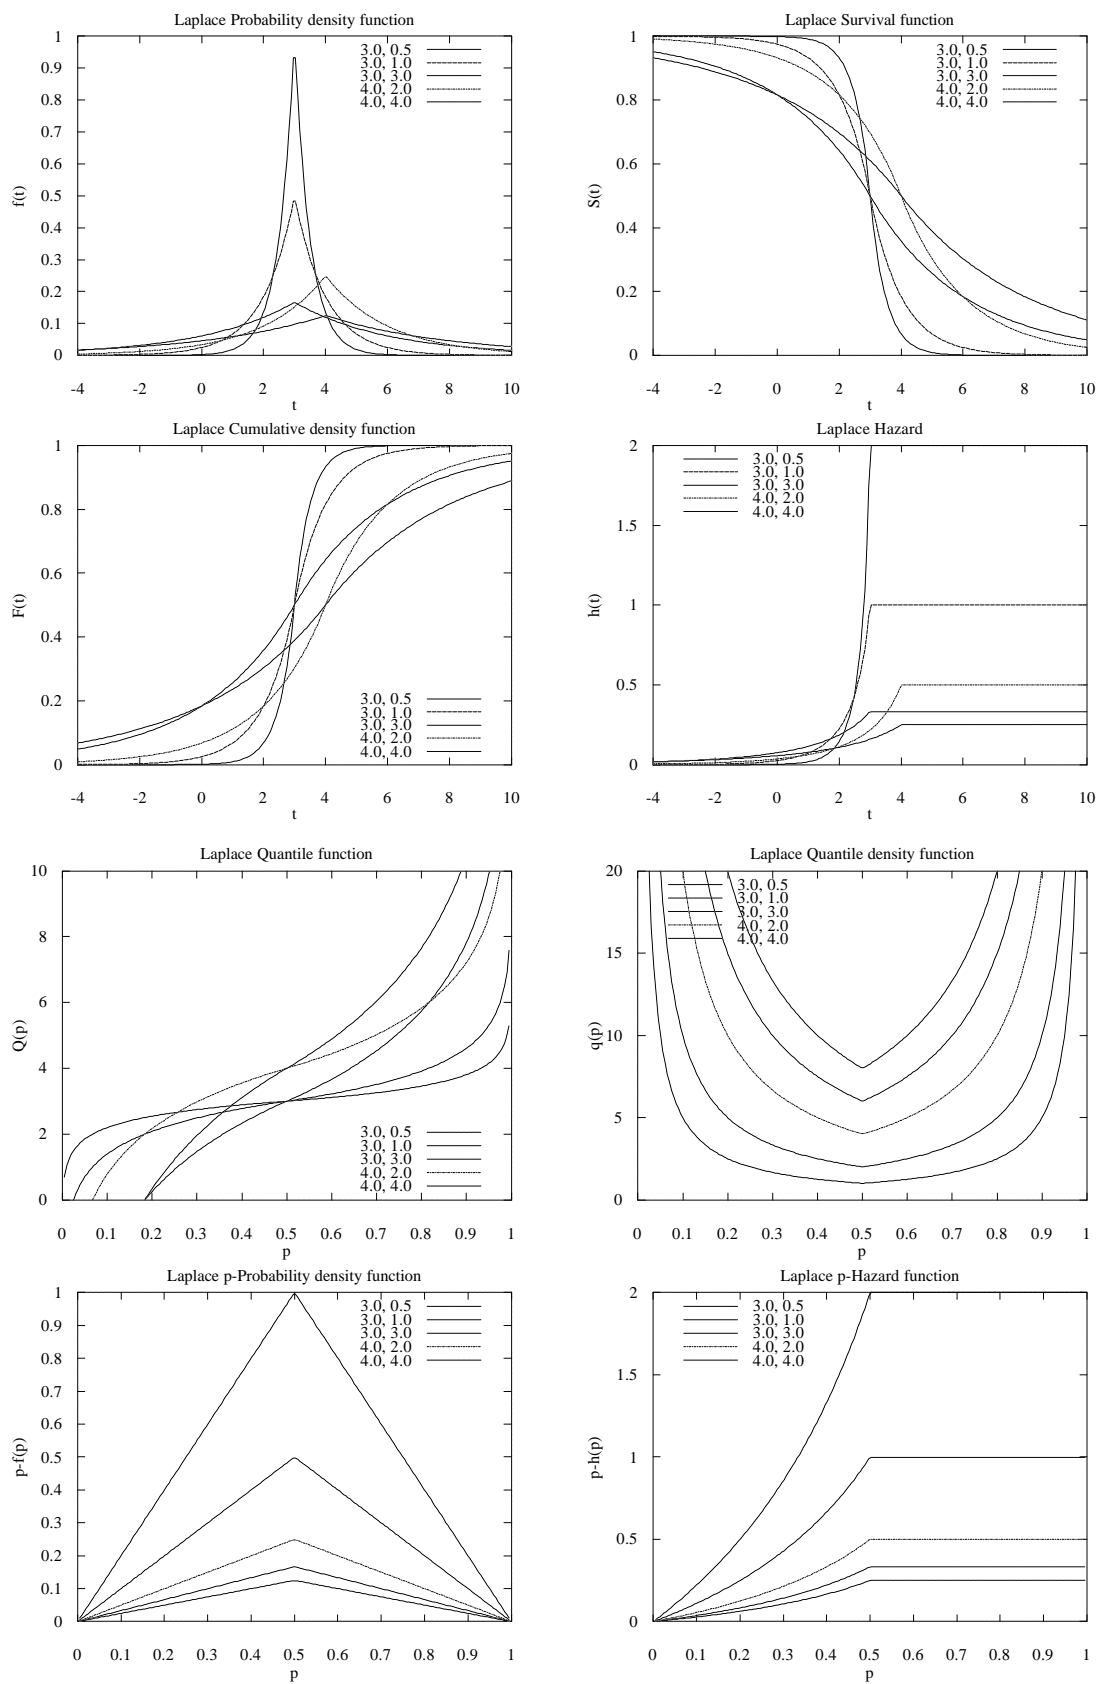 Laplace Probability density function
1
0.9
0.8
0.7
0.6
0.5
0.4
0.3
0.2
0.1
0
f(t)
3.0, 0.5
3.0, 1.0
3.0, 3.0
4.0, 2.0
4.0, 4.0
-4 -2 0 2 4 6 8 10
t
Laplace Survival function
1
0.8
0.6
0.4
0.2
0
S(t)
3.0, 0.5
3.0, 1.0
3.0, 3.0
4.0, 2.0
4.0, 4.0
-4 -2 0 2 4 6 8 10
t
Laplace Cumulative density function
1
0.8
0.6
0.4
0.2
0
F(t)
3.0, 0.5
3.0, 1.0
3.0, 3.0
4.0, 2.0
4.0, 4.0
-4 -2 0 2 4 6 8 10
t
Laplace Hazard
2
1.5
1
0.5
0
h(t)
3.0, 0.5
3.0, 1.0
3.0, 3.0
4.0, 2.0
4.0, 4.0
-4 -2 0 2 4 6 8 10
t
Laplace Quantile function
10
8
6
4
2
0
Q(p)
3.0, 0.5
3.0, 1.0
3.0, 3.0
4.0, 2.0
4.0, 4.0
0 0.1 0.2 0.3 0.4 0.5 0.6 0.7 0.8 0.9 1
p
Laplace Quantile density function
20
15
10
5
0
q(p)
3.0, 0.5
3.0, 1.0
3.0, 3.0
4.0, 2.0
4.0, 4.0
0 0.1 0.2 0.3 0.4 0.5 0.6 0.7 0.8 0.9 1
p
Laplace p-Probability density function
1
0.9
0.8
0.7
0.6
0.5
0.4
0.3
0.2
0.1
0
p-f(p)
3.0, 0.5
3.0, 1.0
3.0, 3.0
4.0, 2.0
4.0, 4.0
0 0.1 0.2 0.3 0.4 0.5 0.6 0.7 0.8 0.9 1
p
Laplace p-Hazard function
2
1.5
1
0.5
0
p-h(p)
3.0, 0.5
3.0, 1.0
3.0, 3.0
4.0, 2.0
4.0, 4.0
0 0.1 0.2 0.3 0.4 0.5 0.6 0.7 0.8 0.9 1
p